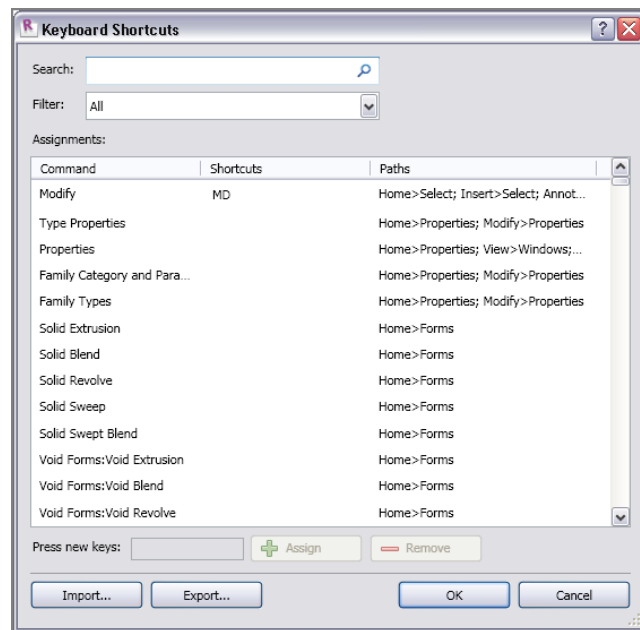 R Keyboard Shortcuts ?
Search:
Filter: All
Assignments:
Command Shortcuts Paths
Modify MD Home>Select; Insert>Select; Annot...
Type Properties Home>Properties; Modify>Properties
Properties Home>Properties; View>Windows;...
Family Category and Para... Home>Properties; Modify>Properties
Family Types Home>Properties; Modify>Properties
Solid Extrusion Home>Forms
Solid Blend Home>Forms
Solid Revolve Home>Forms
Solid Sweep Home>Forms
Solid Swept Blend Home>Forms
Void Forms:Void Extrusion Home>Forms
Void Forms:Void Blend Home>Forms
Void Forms:Void Revolve Home>Forms
Press new keys: Assign Remove
Import... Export... OK Cancel